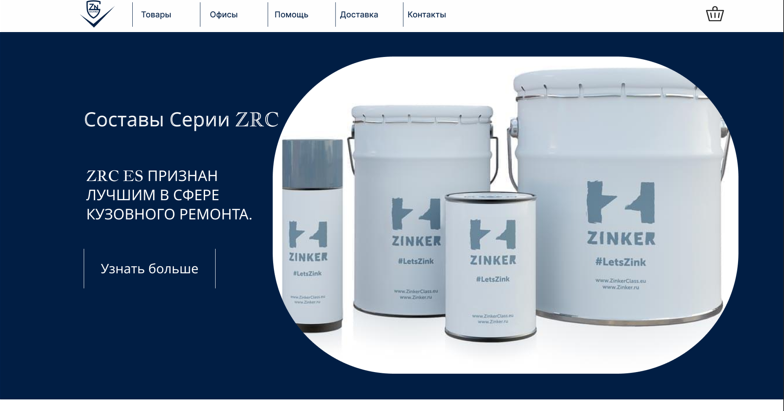 Zn
Товары
Офисы
Помощь
Доставка
Контакты
Составы Серии ZRC
ZRC ES ПРИЗНАН
ЛУЧШИМ В СФЕРЕ
КУЗОВНОГО РЕМОНТА.
Узнать больше
ZINKER
#LetsZink
www.ZinkerClass.eu
www.Zinker.ru
ZINKER
#LetsZink
www.ZinkerClass.eu
www.Zinker.ru
ZINKER
#LetsZink
www.ZinkerClass.eu
www.Zinker.ru
ZINKER
#LetsZink
www.ZinkerClass.eu
www.Zinker.ru